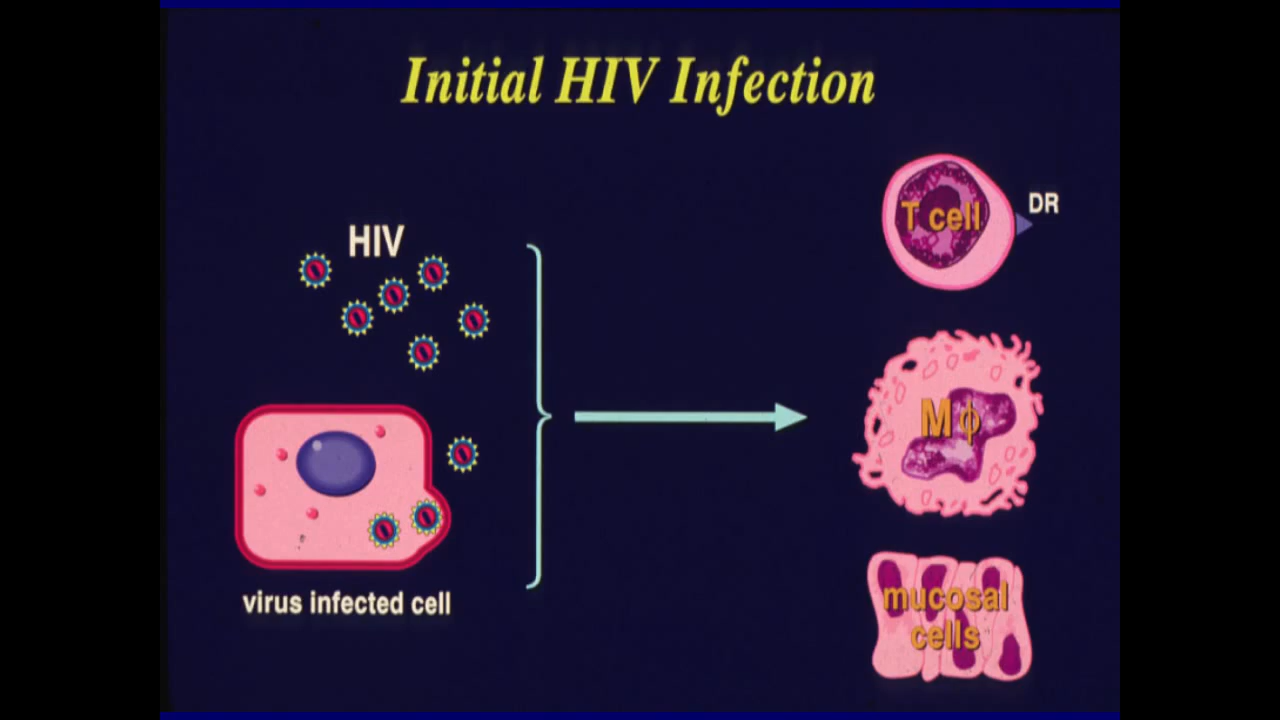 Initial HIV Infection
HIV
virus infected cell
T cell
DR
Mϕ
mucosal
cells